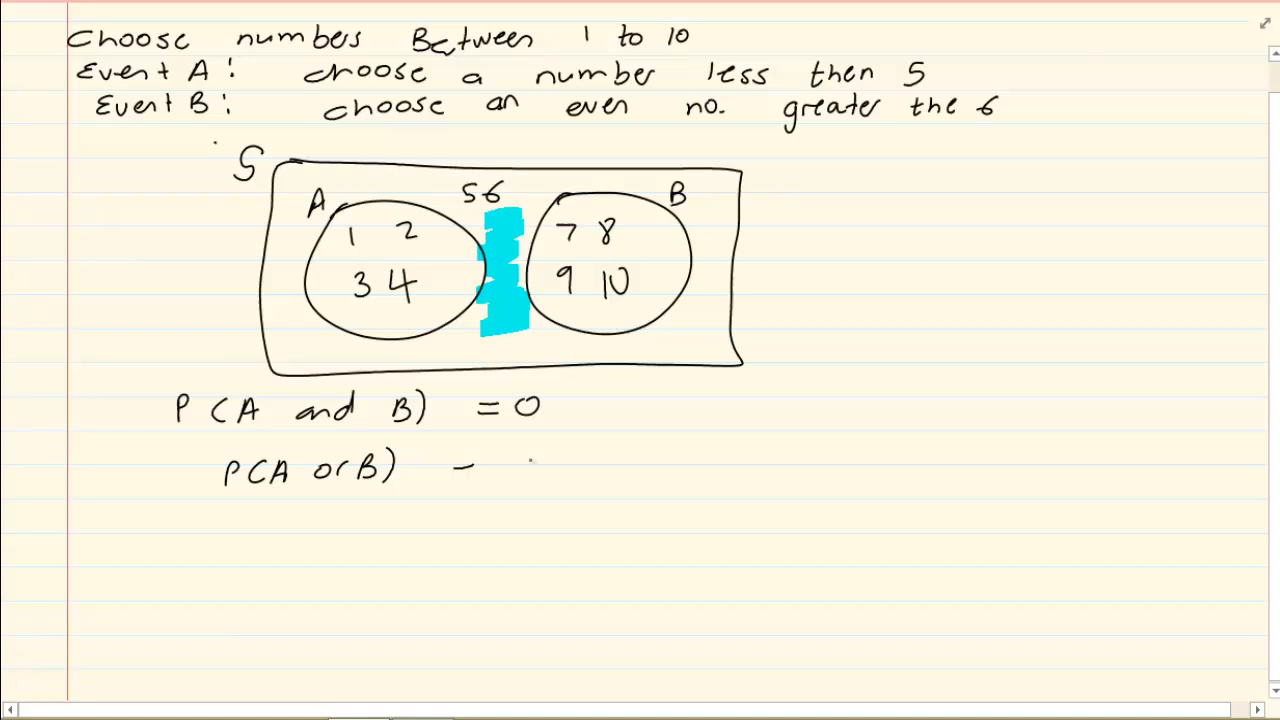 Choose numbers Between 1 to 10
Event A : choose a number less then 5
Event B : choose an even no. greater the 6
S
A 5 6 B
1 2 7 8
3 4 9 10
P (A and B) = 0
P(A or B) -